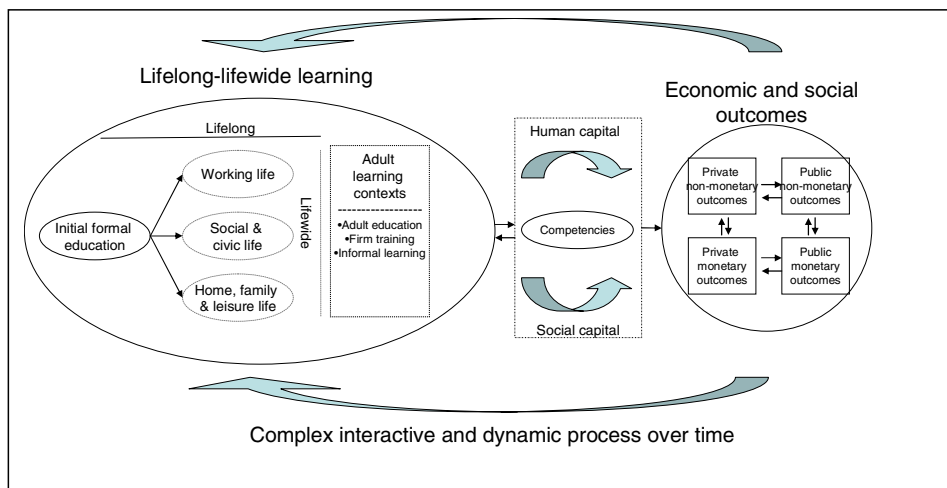 Lifelong-lifewide learning
Lifelong
Initial formal
education
Working life
Social &
civic life
Home, family
& leisure life
Lifewide
Adult
learning
contexts
•Adult education
•Firm training
•Informal learning
Human capital
Competencies
Social capital
Economic and social
outcomes
Private
non-monetary
outcomes
Public
non-monetary
outcomes
Private
monetary
outcomes
Public
monetary
outcomes
Complex interactive and dynamic process over time